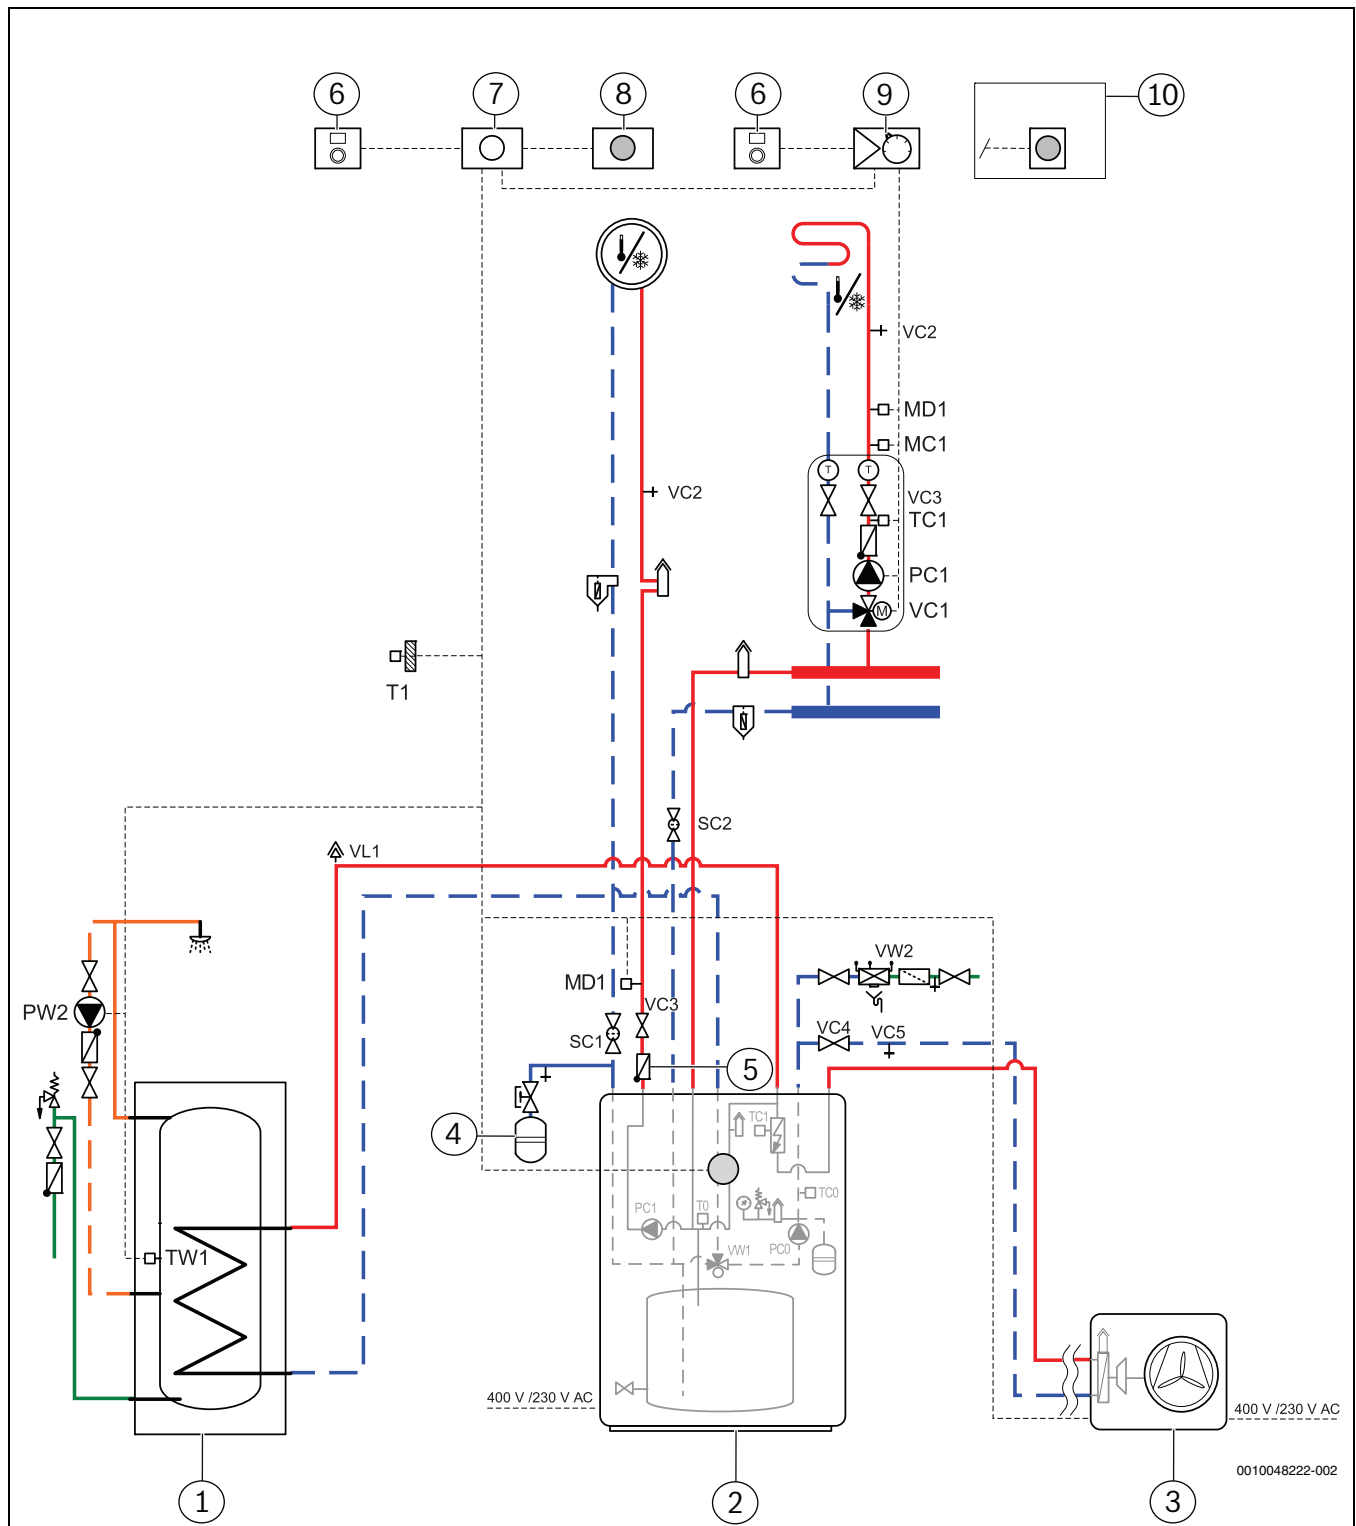 6
7
8
6
9
10
VC2
MD1
MC1
T
T
VC3
TC1
PC1
M
VC1
VC2
T1
SC2
VL1
VW2
MD1
VC3
SC1
VC4
VC5
PW2
5
4
TC1
TC0
T0
PC1
VW1
PC0
TW1
400 V /230 V AC
400 V /230 V AC
0010048222-002
1
2
3